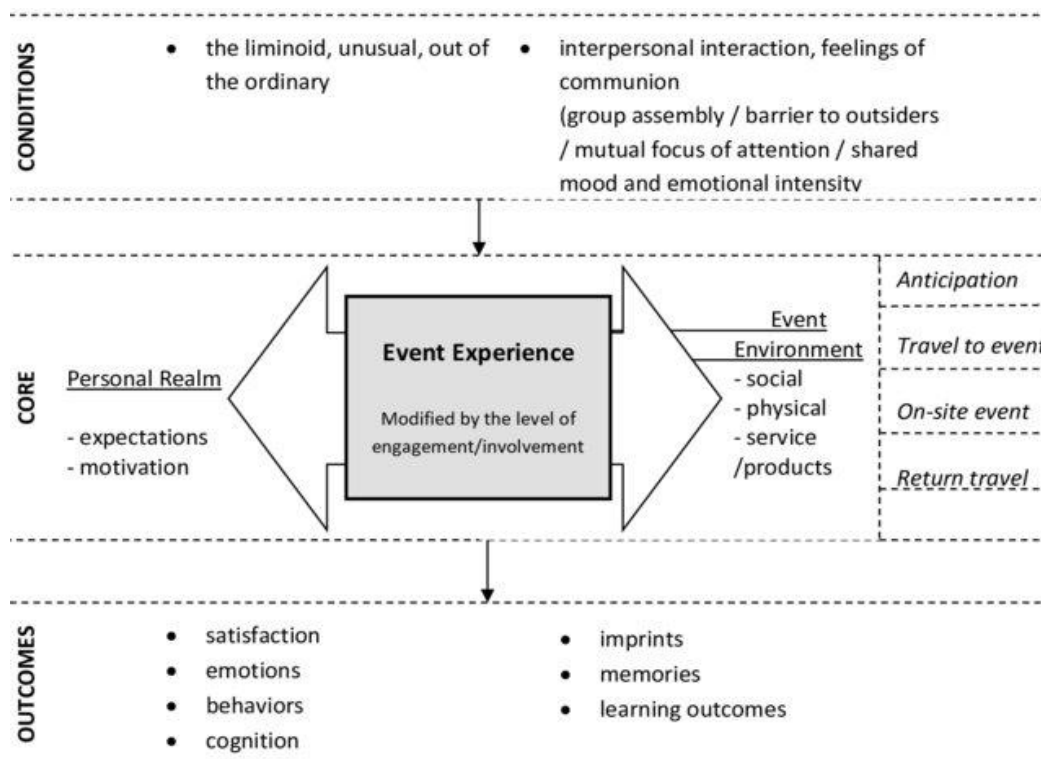 CONDITIONS
• the liminoid, unusual, out of
the ordinary
• interpersonal interaction, feelings of
communion
(group assembly / barrier to outsiders
/ mutual focus of attention / shared
mood and emotional intensity
CORE
Personal Realm
- expectations
- motivation
Event Experience
Modified by the level of
engagement/involvement
Event
Environment
- social
- physical
- service
/products
Anticipation
Travel to event
On-site event
Return travel
OUTCOMES
• satisfaction
• emotions
• behaviors
• cognition
• imprints
• memories
• learning outcomes